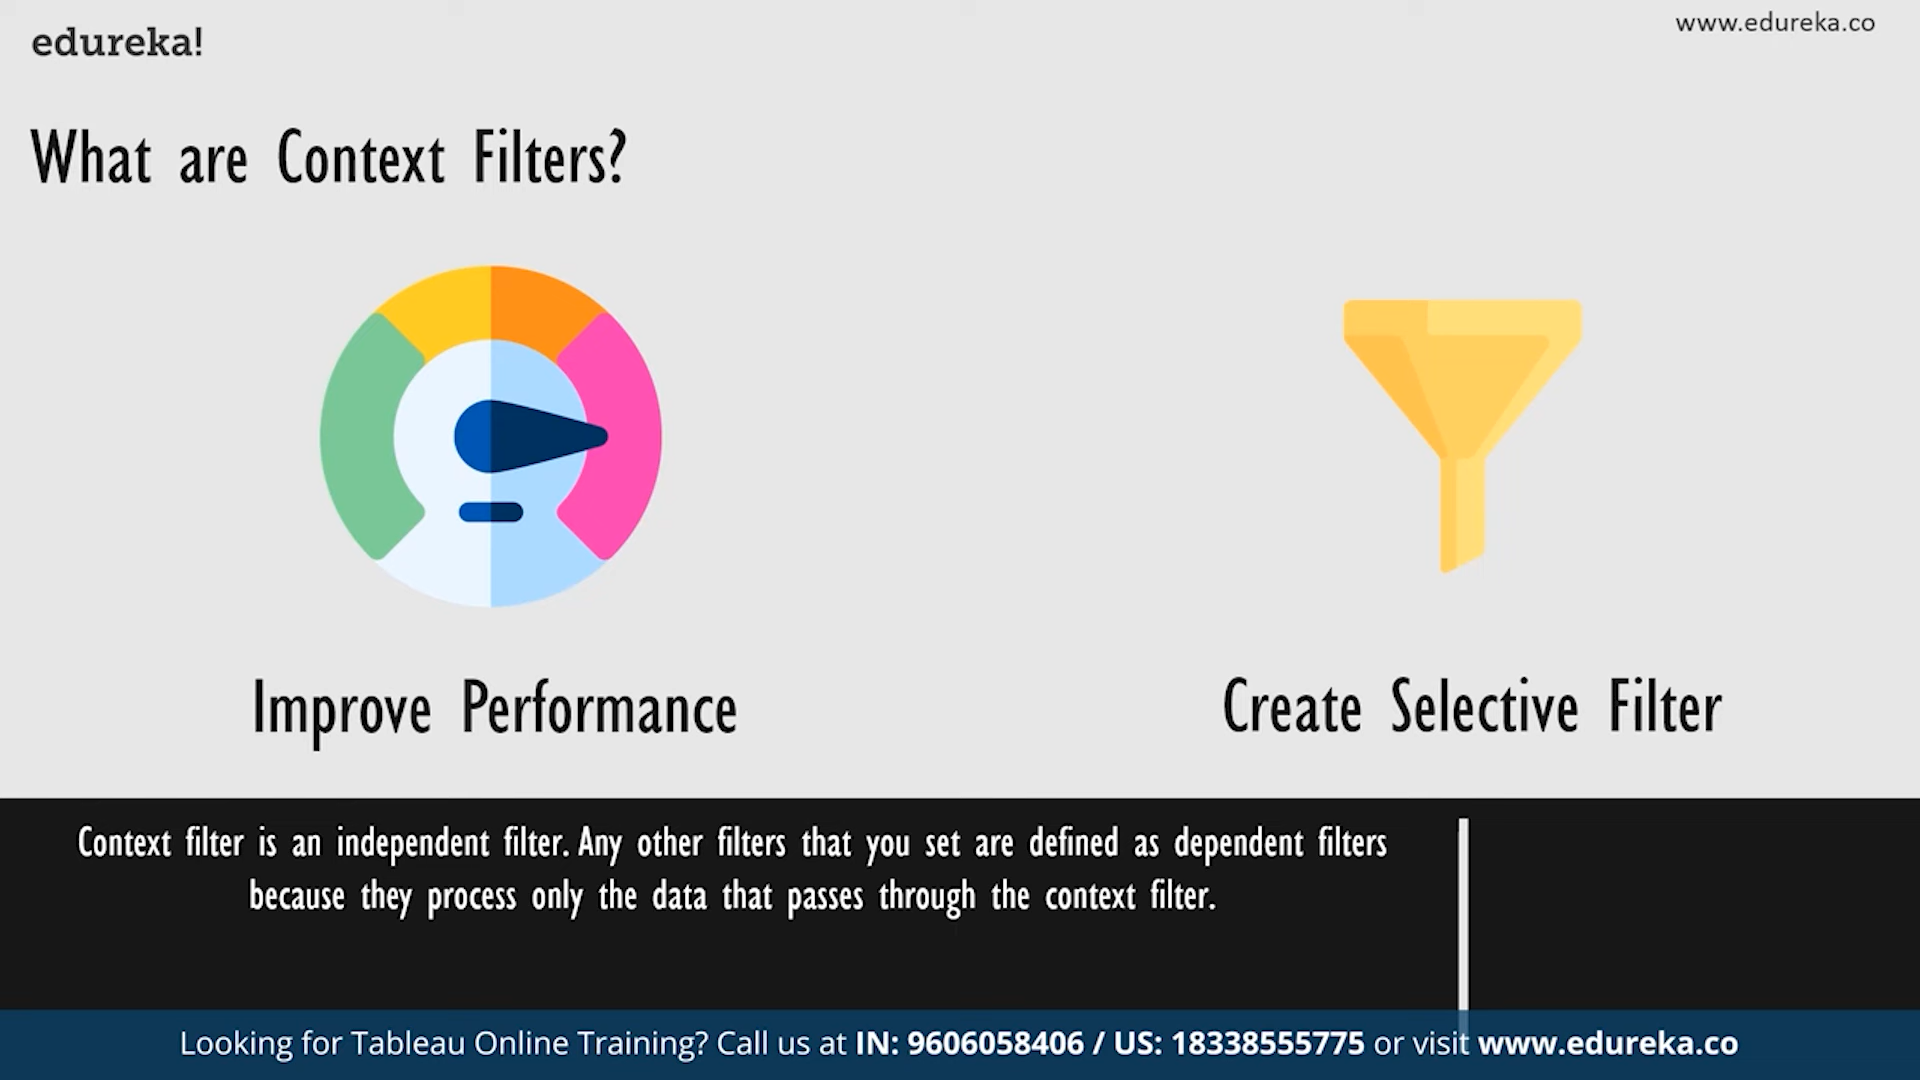 edureka!
www.edureka.co
What are Context Filters?
Improve Performance
Create Selective Filter
Context filter is an independent filter. Any other filters that you set are defined as dependent filters
because they process only the data that passes through the context filter.
Looking for Tableau Online Training? Call us at IN: 9606058406 / US: 18338555775 or visit www.edureka.co